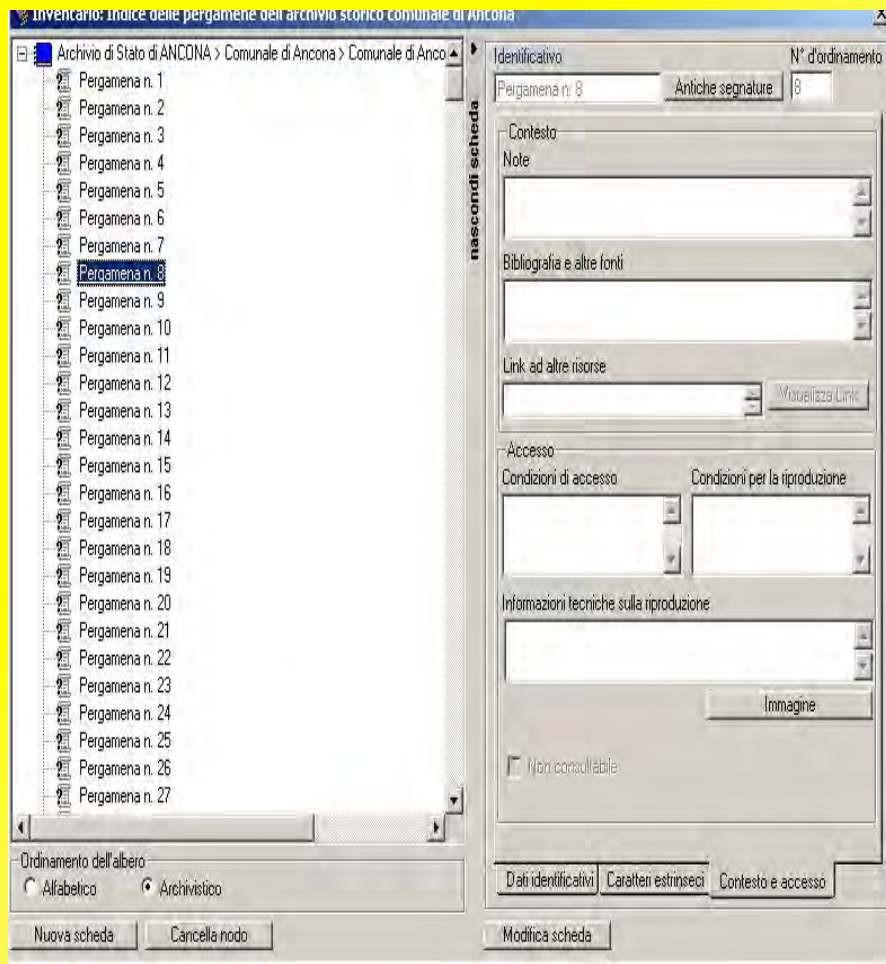 Inventario: Indice delle pergamene dell'archivio storico comunale di Ancona
Archivio di Stato di ANCONA > Comunale di Ancona > Comunale di Anco
Pergamena n. 1
Pergamena n. 2
Pergamena n. 3
Pergamena n. 4
Pergamena n. 5
Pergamena n. 6
Pergamena n. 7
Pergamena n. 8
Pergamena n. 9
Pergamena n. 10
Pergamena n. 11
Pergamena n. 12
Pergamena n. 13
Pergamena n. 14
Pergamena n. 15
Pergamena n. 16
Pergamena n. 17
Pergamena n. 18
Pergamena n. 19
Pergamena n. 20
Pergamena n. 21
Pergamena n. 22
Pergamena n. 23
Pergamena n. 24
Pergamena n. 25
Pergamena n. 26
Pergamena n. 27
Ordinamento dell'albero
Alfabetico Archivistico
Nuova scheda Cancella nodo
nascondi scheda
Identificativo N° d'ordinamento
Pergamena n. 8 Antiche segnature 8
Contesto
Note
Bibliografia e altre fonti
Link ad altre risorse
Visualizza Link
Accesso
Condizioni di accesso Condizioni per la riproduzione
Informazioni tecniche sulla riproduzione
Immagine
Non consultabile
Dati identificativi Caratteri estrinseci Contesto e accesso
Modifica scheda